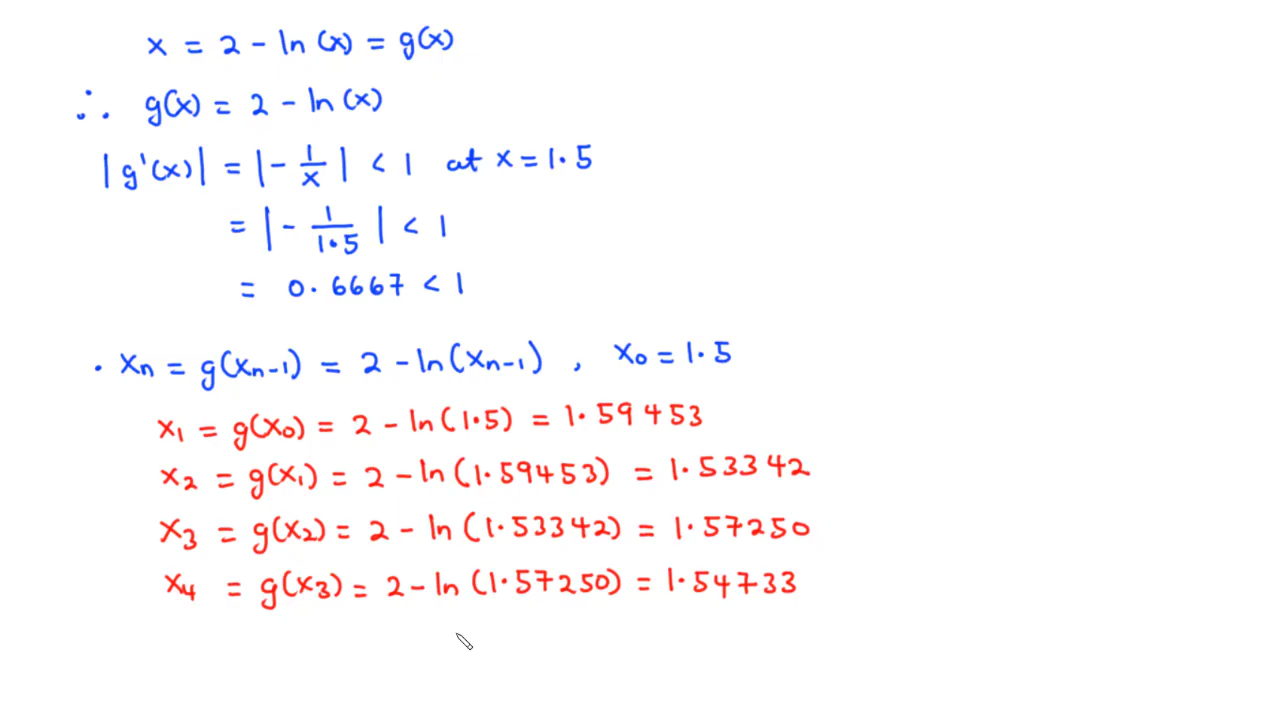 x = 2 - ln(x) = g(x)
∴ g(x) = 2 - ln(x)
|g'(x)| = |- 1/x| < 1 at x = 1.5
= |- 1/1.5| < 1
= 0.6667 < 1
• xₙ = g(xₙ₋₁) = 2 - ln(xₙ₋₁) , x₀ = 1.5
x₁ = g(x₀) = 2 - ln(1.5) = 1.59453
x₂ = g(x₁) = 2 - ln(1.59453) = 1.53342
x₃ = g(x₂) = 2 - ln(1.53342) = 1.57250
x₄ = g(x₃) = 2 - ln(1.57250) = 1.54733